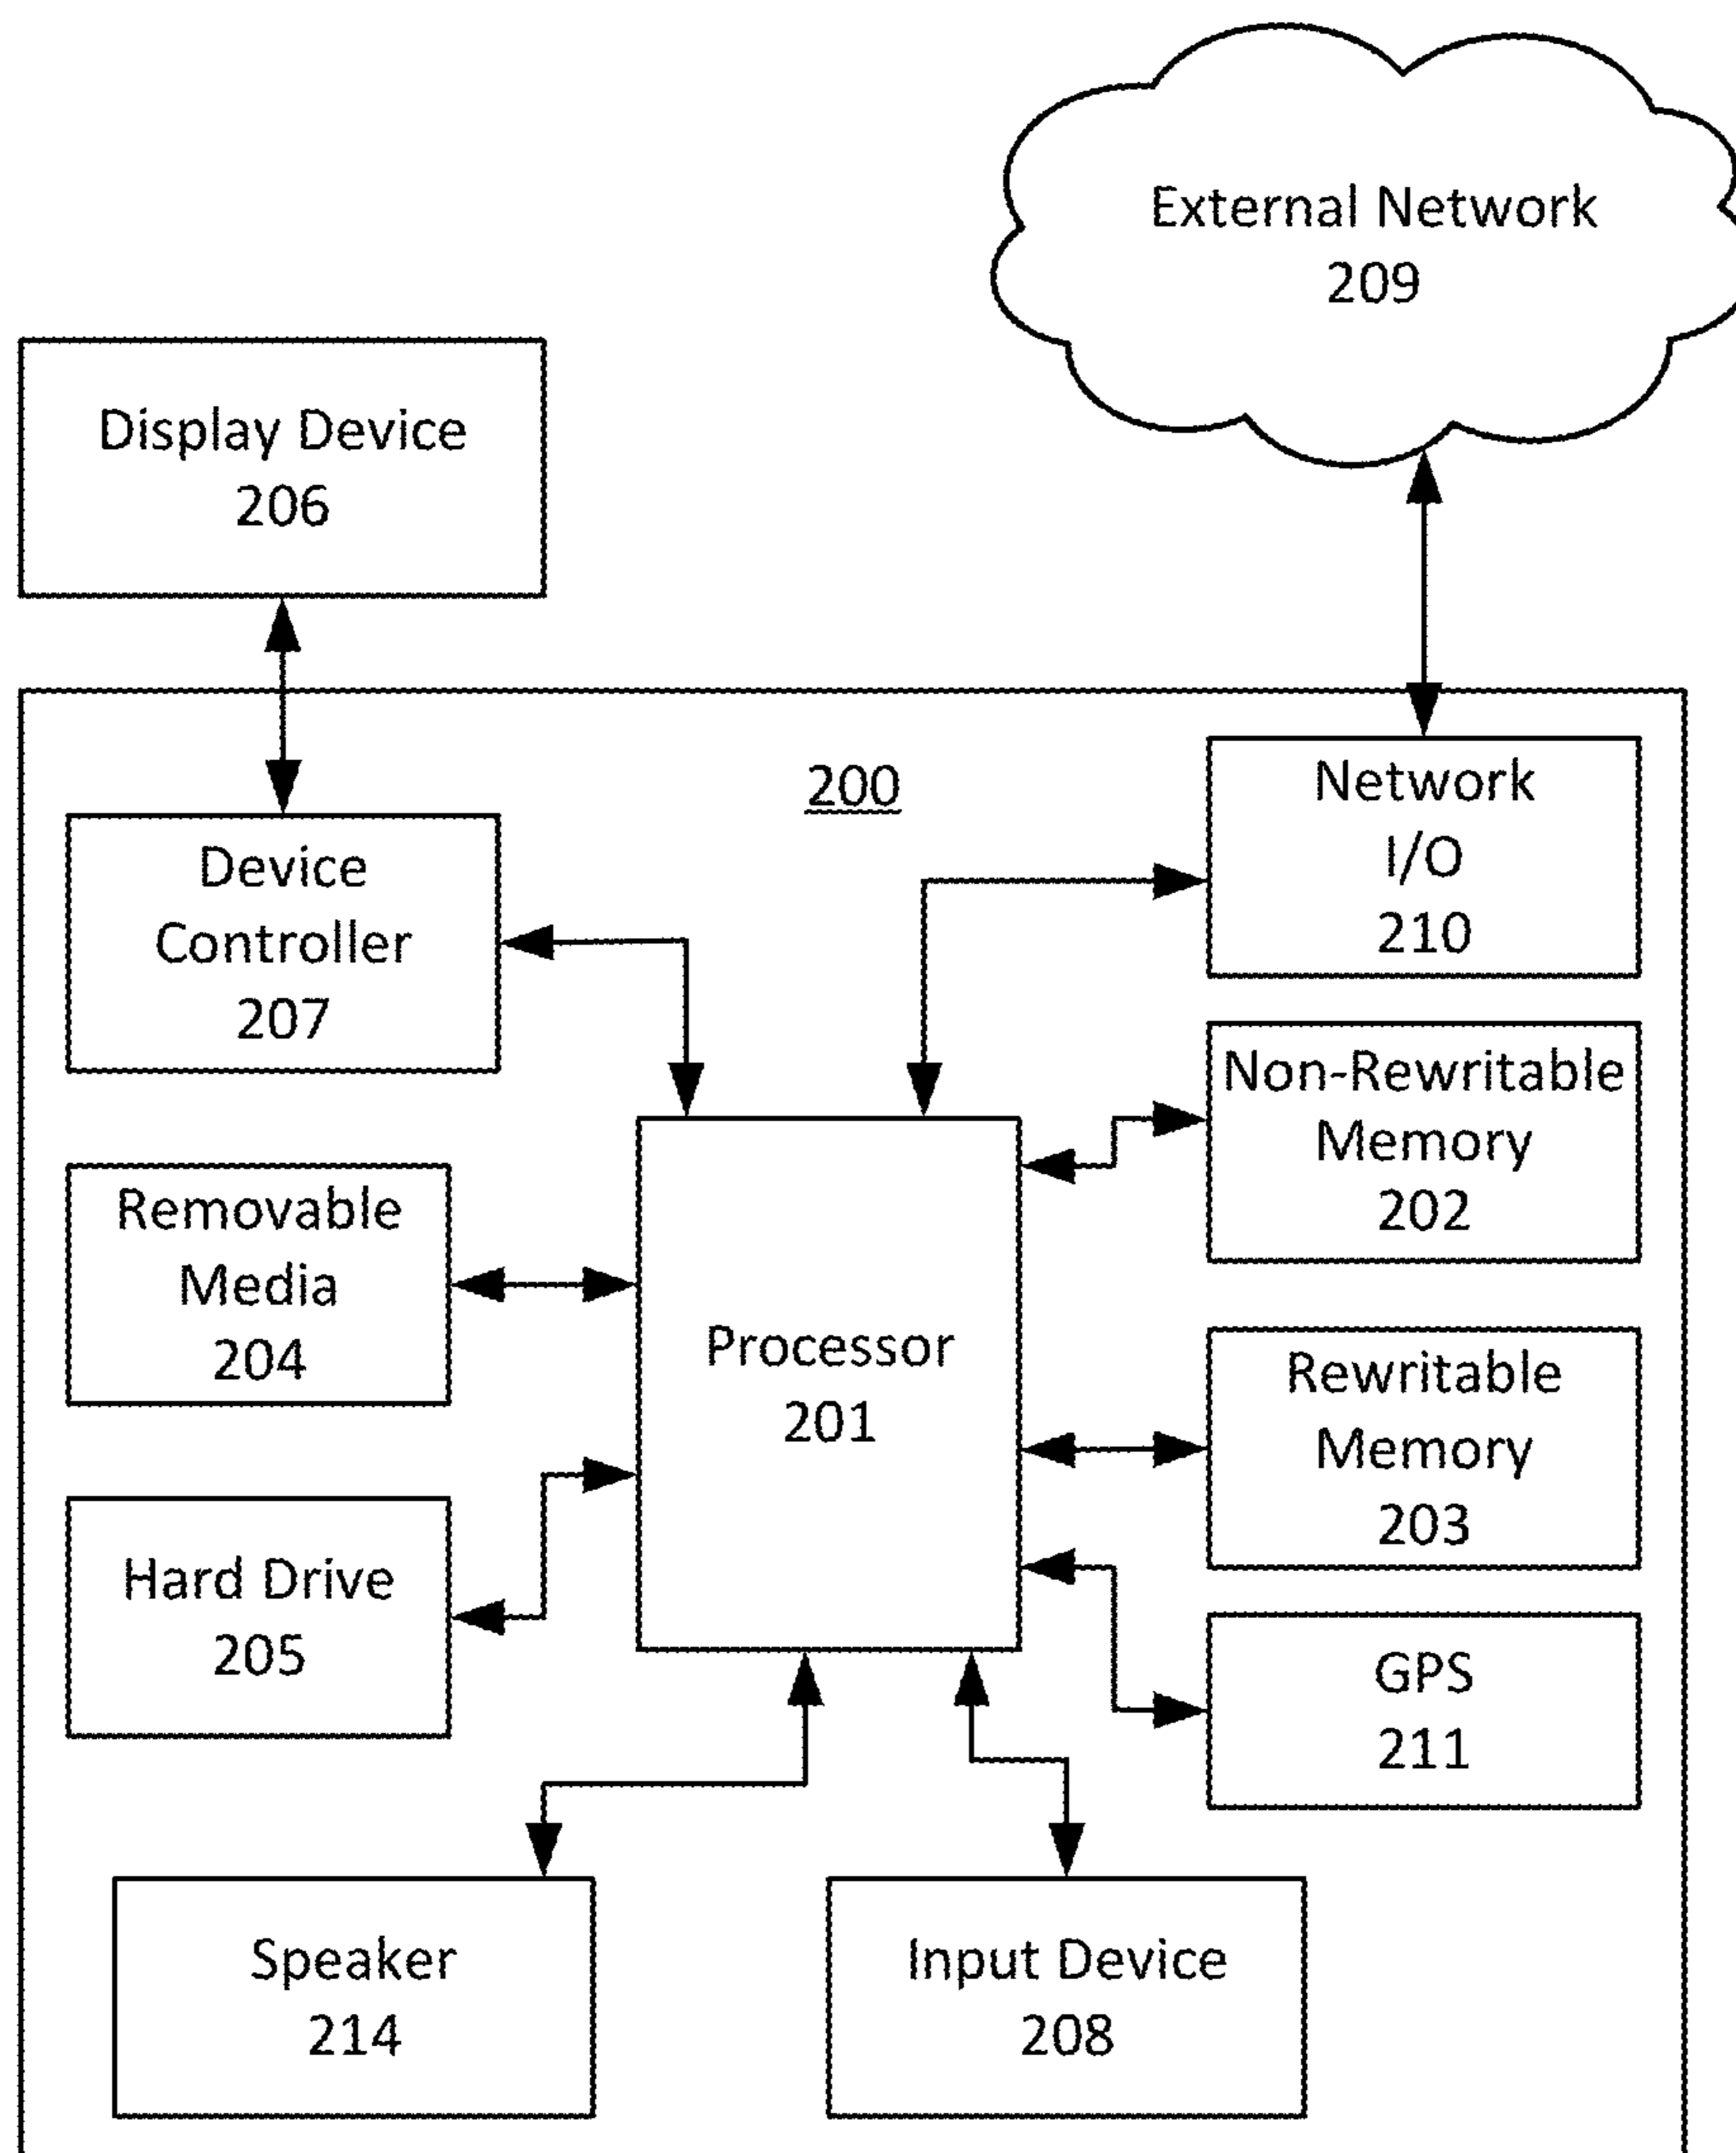 External Network
209
Display Device
206
200
Network
I/O
210
Device
Controller
207
Non-Rewritable
Memory
202
Removable
Media
204
Processor
201
Rewritable
Memory
203
Hard Drive
205
GPS
211
Speaker
214
Input Device
208